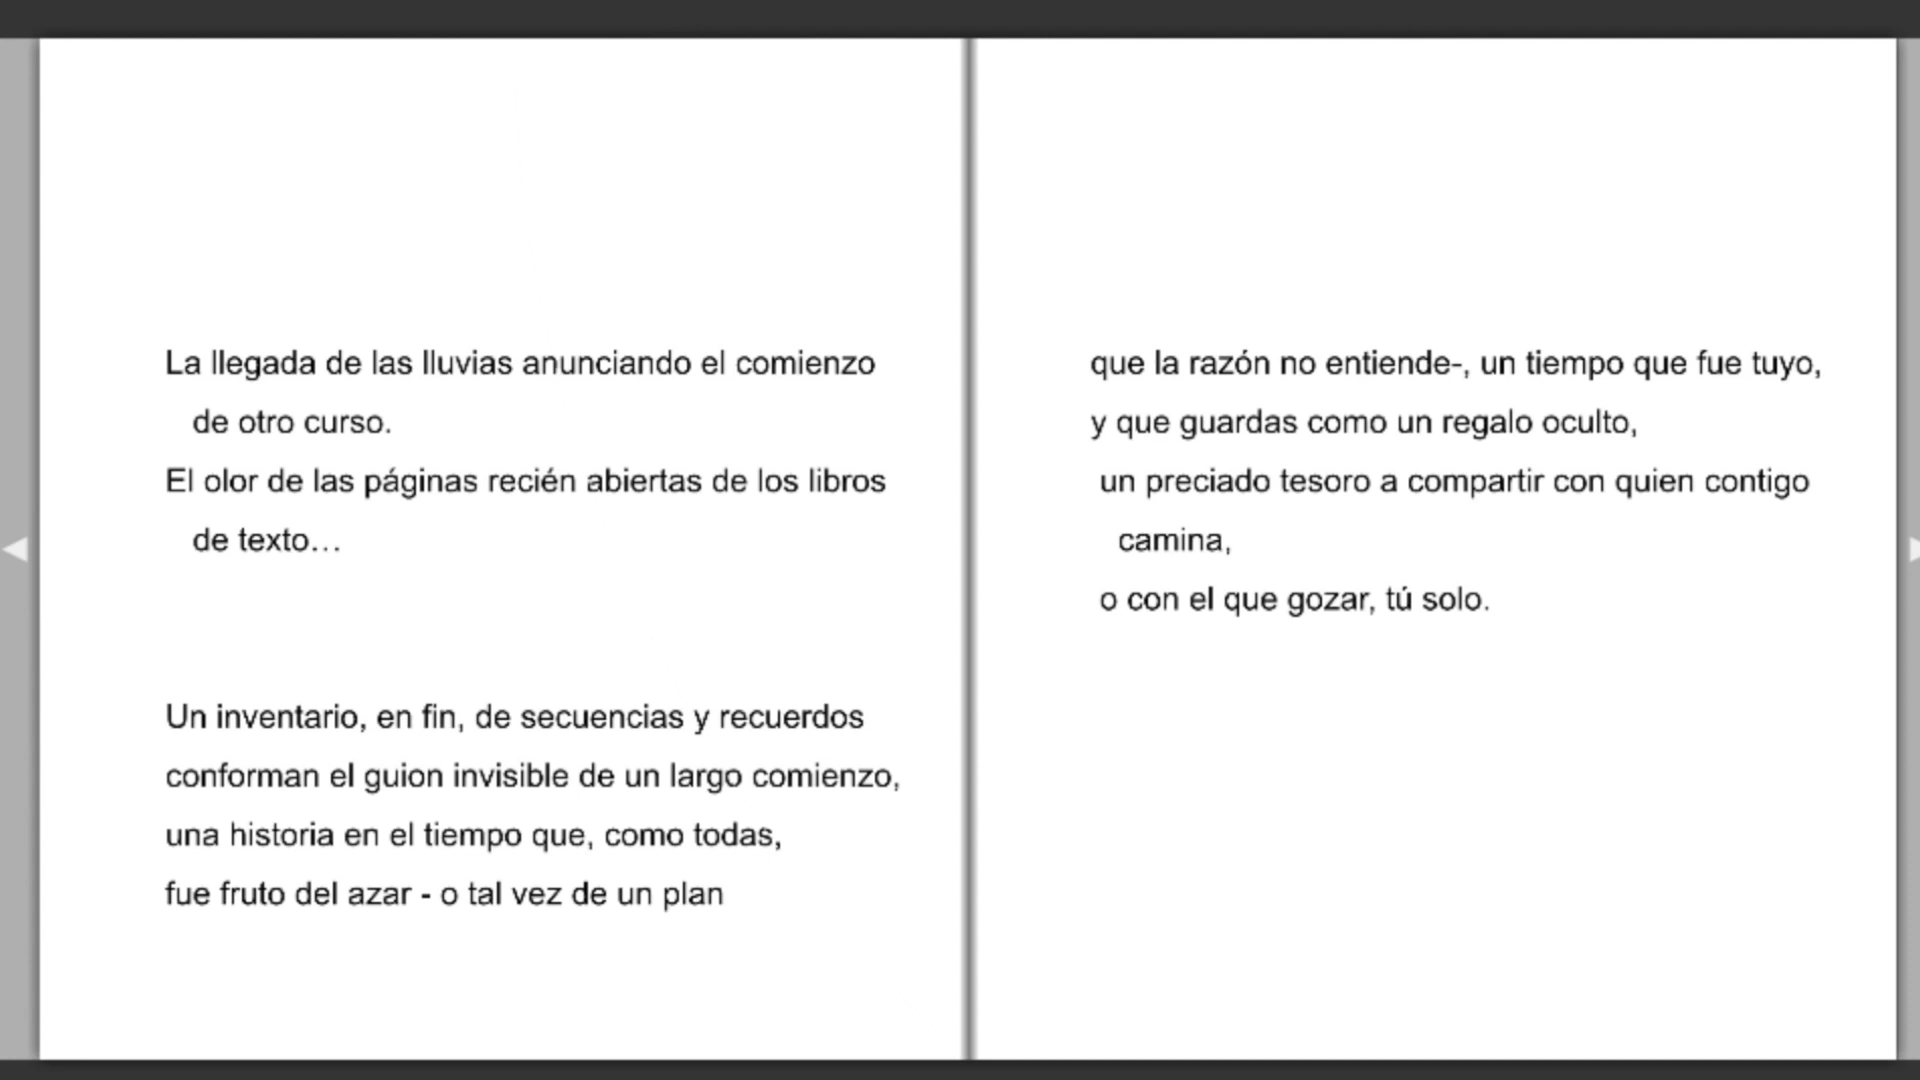 La llegada de las lluvias anunciando el comienzo
de otro curso.
El olor de las páginas recién abiertas de los libros
de texto…
Un inventario, en fin, de secuencias y recuerdos
conforman el guion invisible de un largo comienzo,
una historia en el tiempo que, como todas,
fue fruto del azar - o tal vez de un plan
que la razón no entiende-, un tiempo que fue tuyo,
y que guardas como un regalo oculto,
un preciado tesoro a compartir con quien contigo
camina,
o con el que gozar, tú solo.